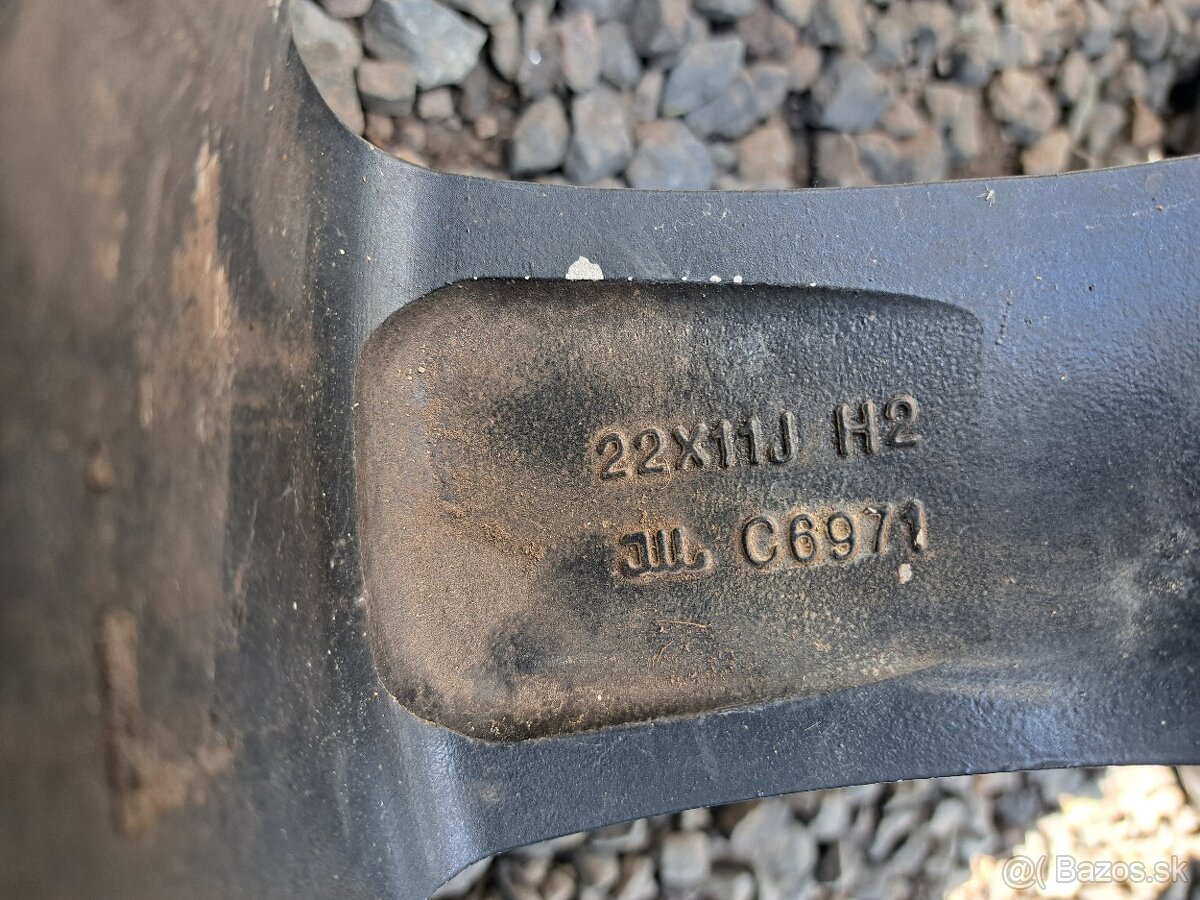 22X11J H2
JWL C6971
@( Bazos.sk